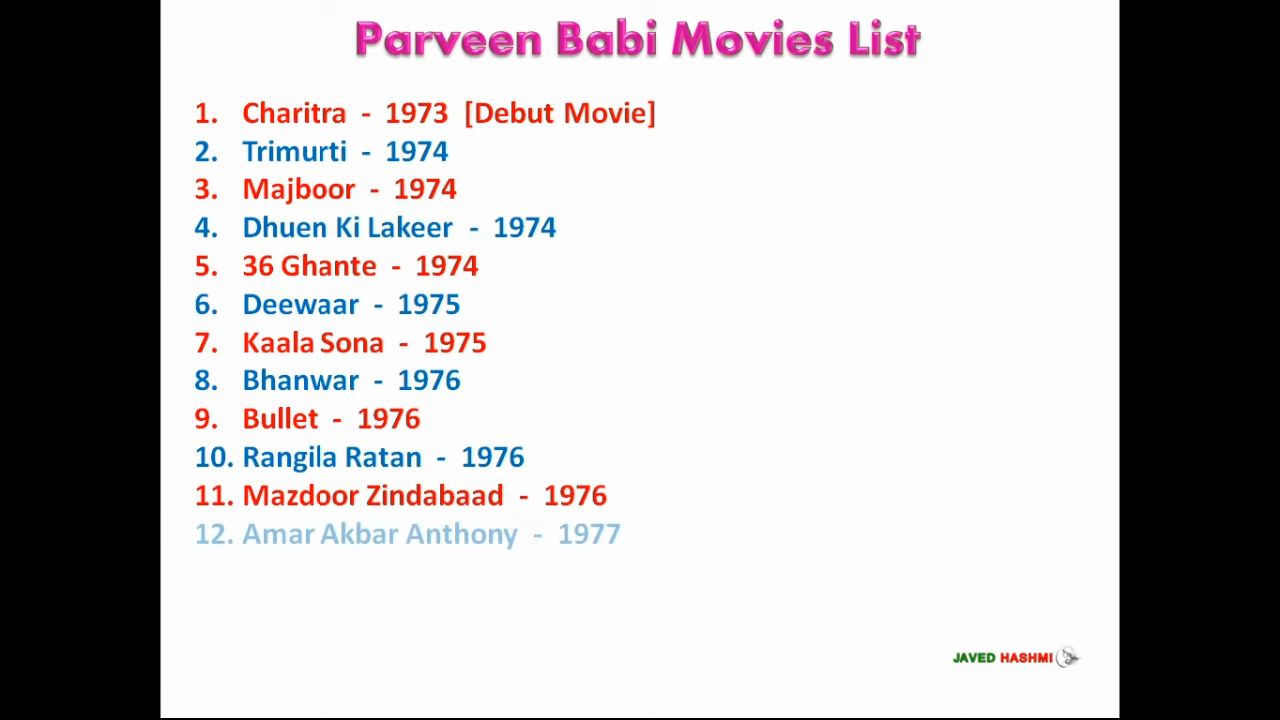 Parveen Babi Movies List
1. Charitra - 1973 [Debut Movie]
2. Trimurti - 1974
3. Majboor - 1974
4. Dhuen Ki Lakeer - 1974
5. 36 Ghante - 1974
6. Deewaar - 1975
7. Kaala Sona - 1975
8. Bhanwar - 1976
9. Bullet - 1976
10. Rangila Ratan - 1976
11. Mazdoor Zindabaad - 1976
12. Amar Akbar Anthony - 1977
JAVED HASHMI